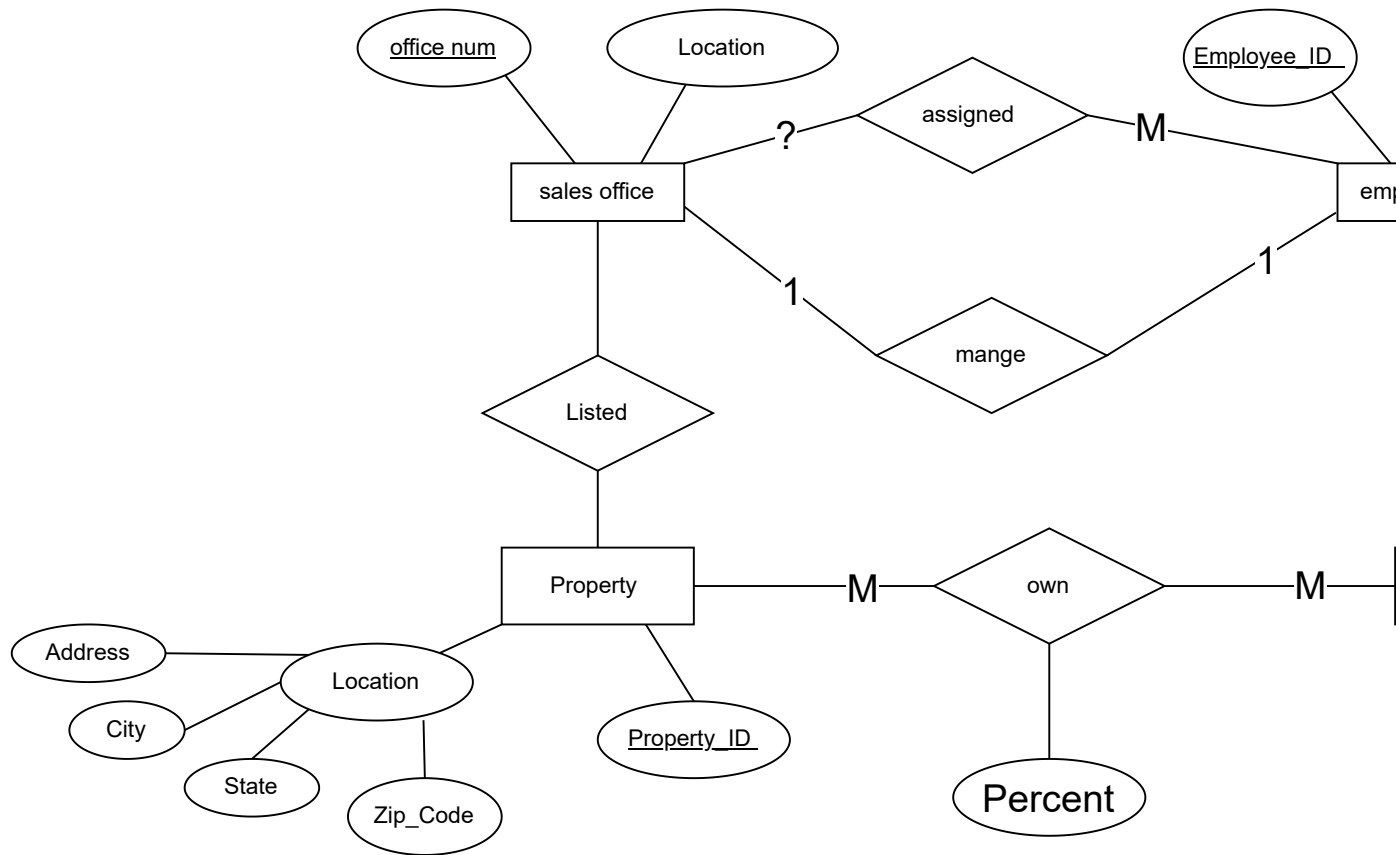 office num
Location
Employee_ID
assigned
?
M
sales office
emp
1
1
mange
Listed
Property
M
own
M
Address
Location
City
Property_ID
State
Zip_Code
Percent